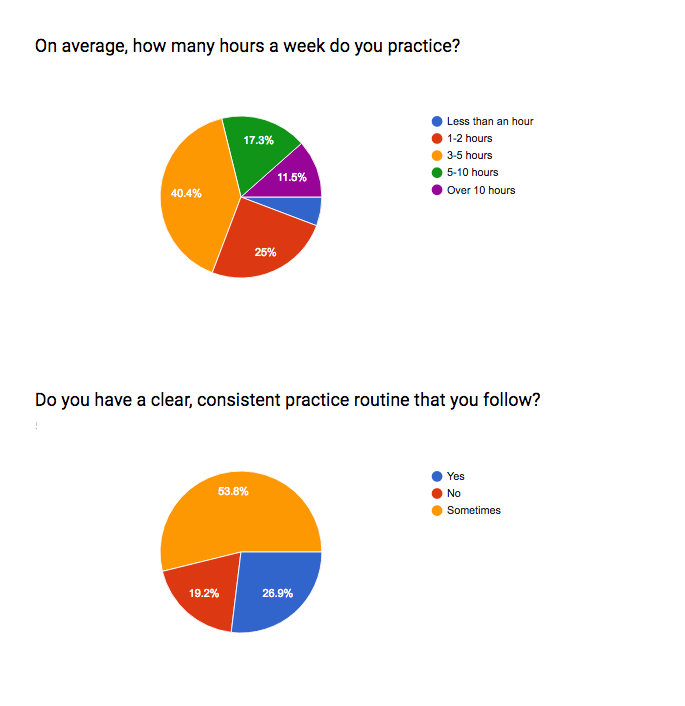 On average, how many hours a week do you practice?
17.3%
11.5%
40.4%
25%
Less than an hour
1-2 hours
3-5 hours
5-10 hours
Over 10 hours
Do you have a clear, consistent practice routine that you follow?
53.8%
19.2%
26.9%
Yes
No
Sometimes